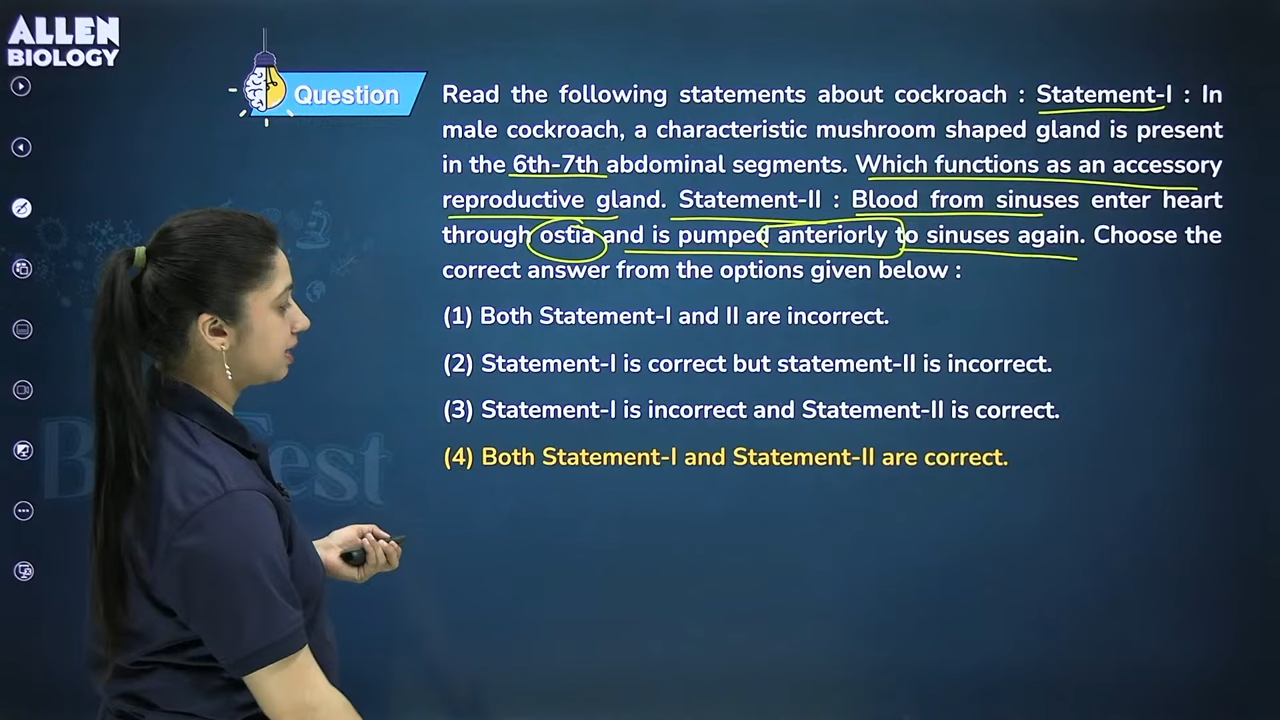 ALLEN
BIOLOGY
Question
Read the following statements about cockroach : Statement-I : In
male cockroach, a characteristic mushroom shaped gland is present
in the 6th-7th abdominal segments. Which functions as an accessory
reproductive gland. Statement-II : Blood from sinuses enter heart
through ostia and is pumped anteriorly to sinuses again. Choose the
correct answer from the options given below :
(1) Both Statement-I and II are incorrect.
(2) Statement-I is correct but statement-II is incorrect.
(3) Statement-I is incorrect and Statement-II is correct.
(4) Both Statement-I and Statement-II are correct.